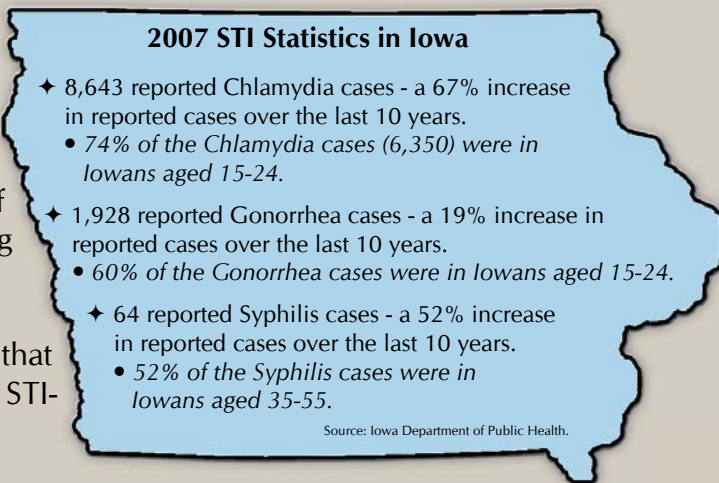 2007 STI Statistics in Iowa
✦ 8,643 reported Chlamydia cases - a 67% increase
in reported cases over the last 10 years.
• 74% of the Chlamydia cases (6,350) were in
Iowans aged 15-24.
f
✦ 1,928 reported Gonorrhea cases - a 19% increase in
g
reported cases over the last 10 years.
• 60% of the Gonorrhea cases were in Iowans aged 15-24.
✦ 64 reported Syphilis cases - a 52% increase
that
in reported cases over the last 10 years.
STI-
• 52% of the Syphilis cases were in
Iowans aged 35-55.
Source: Iowa Department of Public Health.